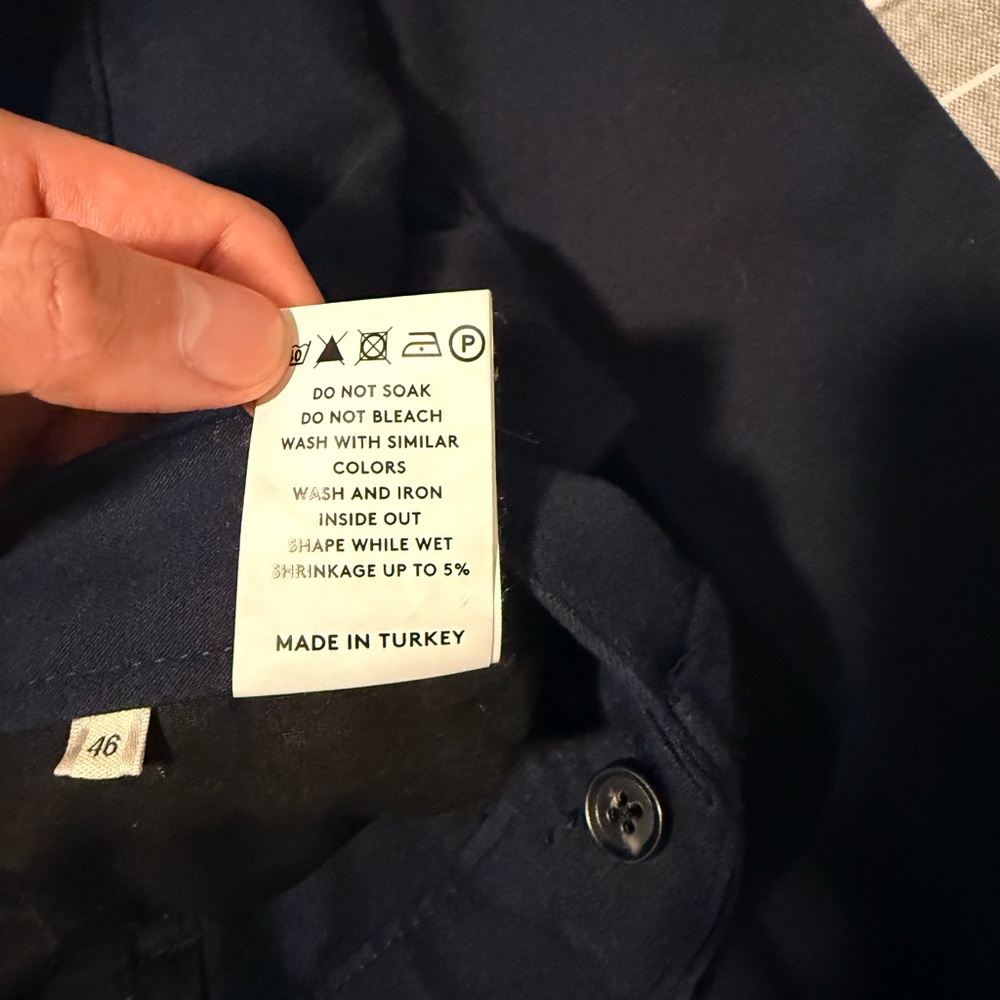 P
DO NOT SOAK
DO NOT BLEACH
WASH WITH SIMILAR
COLORS
WASH AND IRON
INSIDE OUT
SHAPE WHILE WET
SHRINKAGE UP TO 5%
MADE IN TURKEY
46